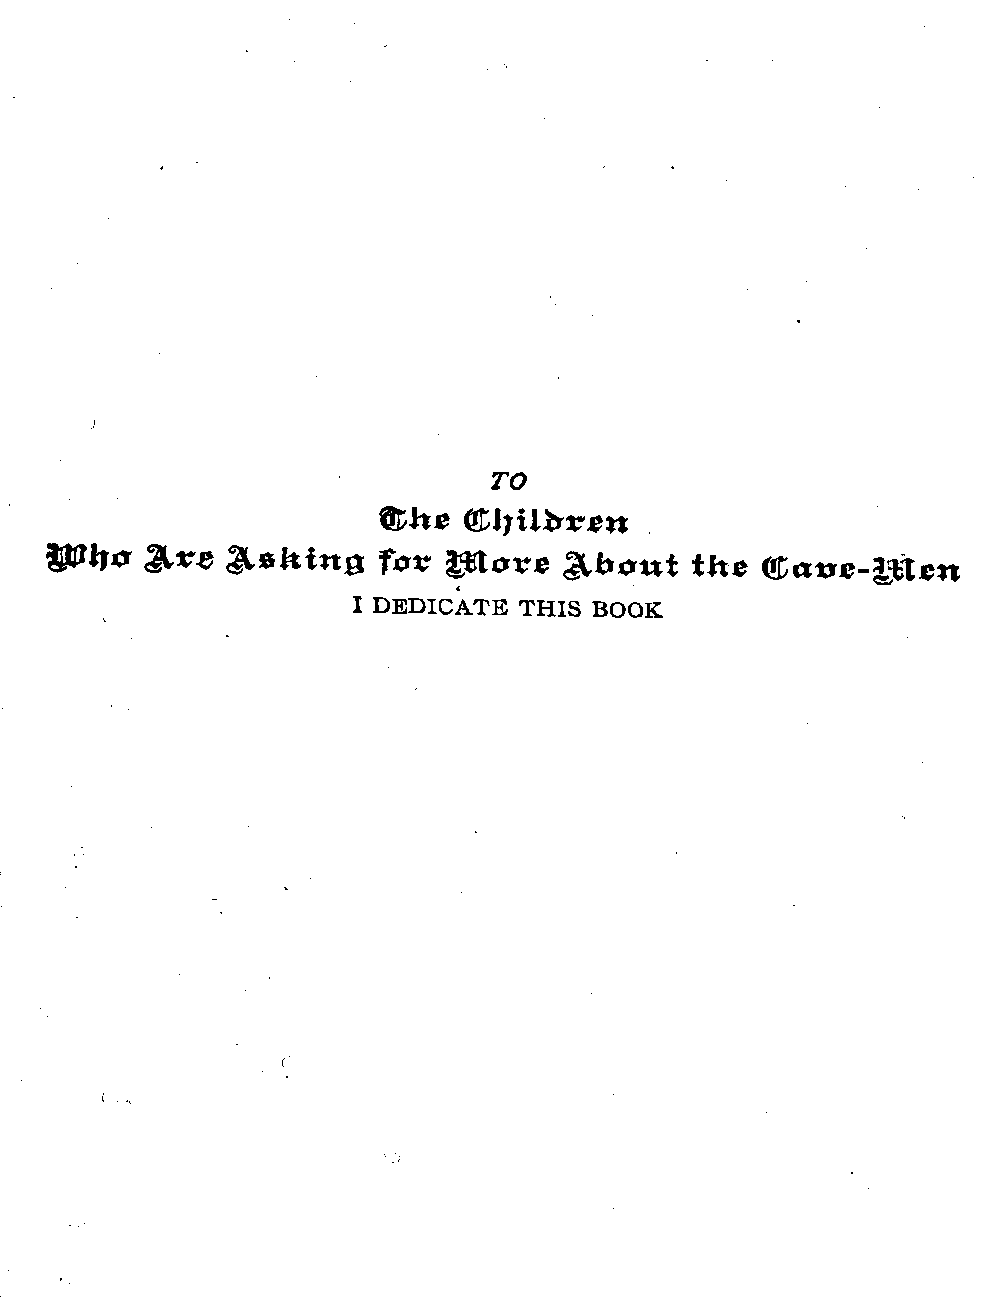 TO
The Children
Who Are Asking for More About the Cave-Men
I DEDICATE THIS BOOK